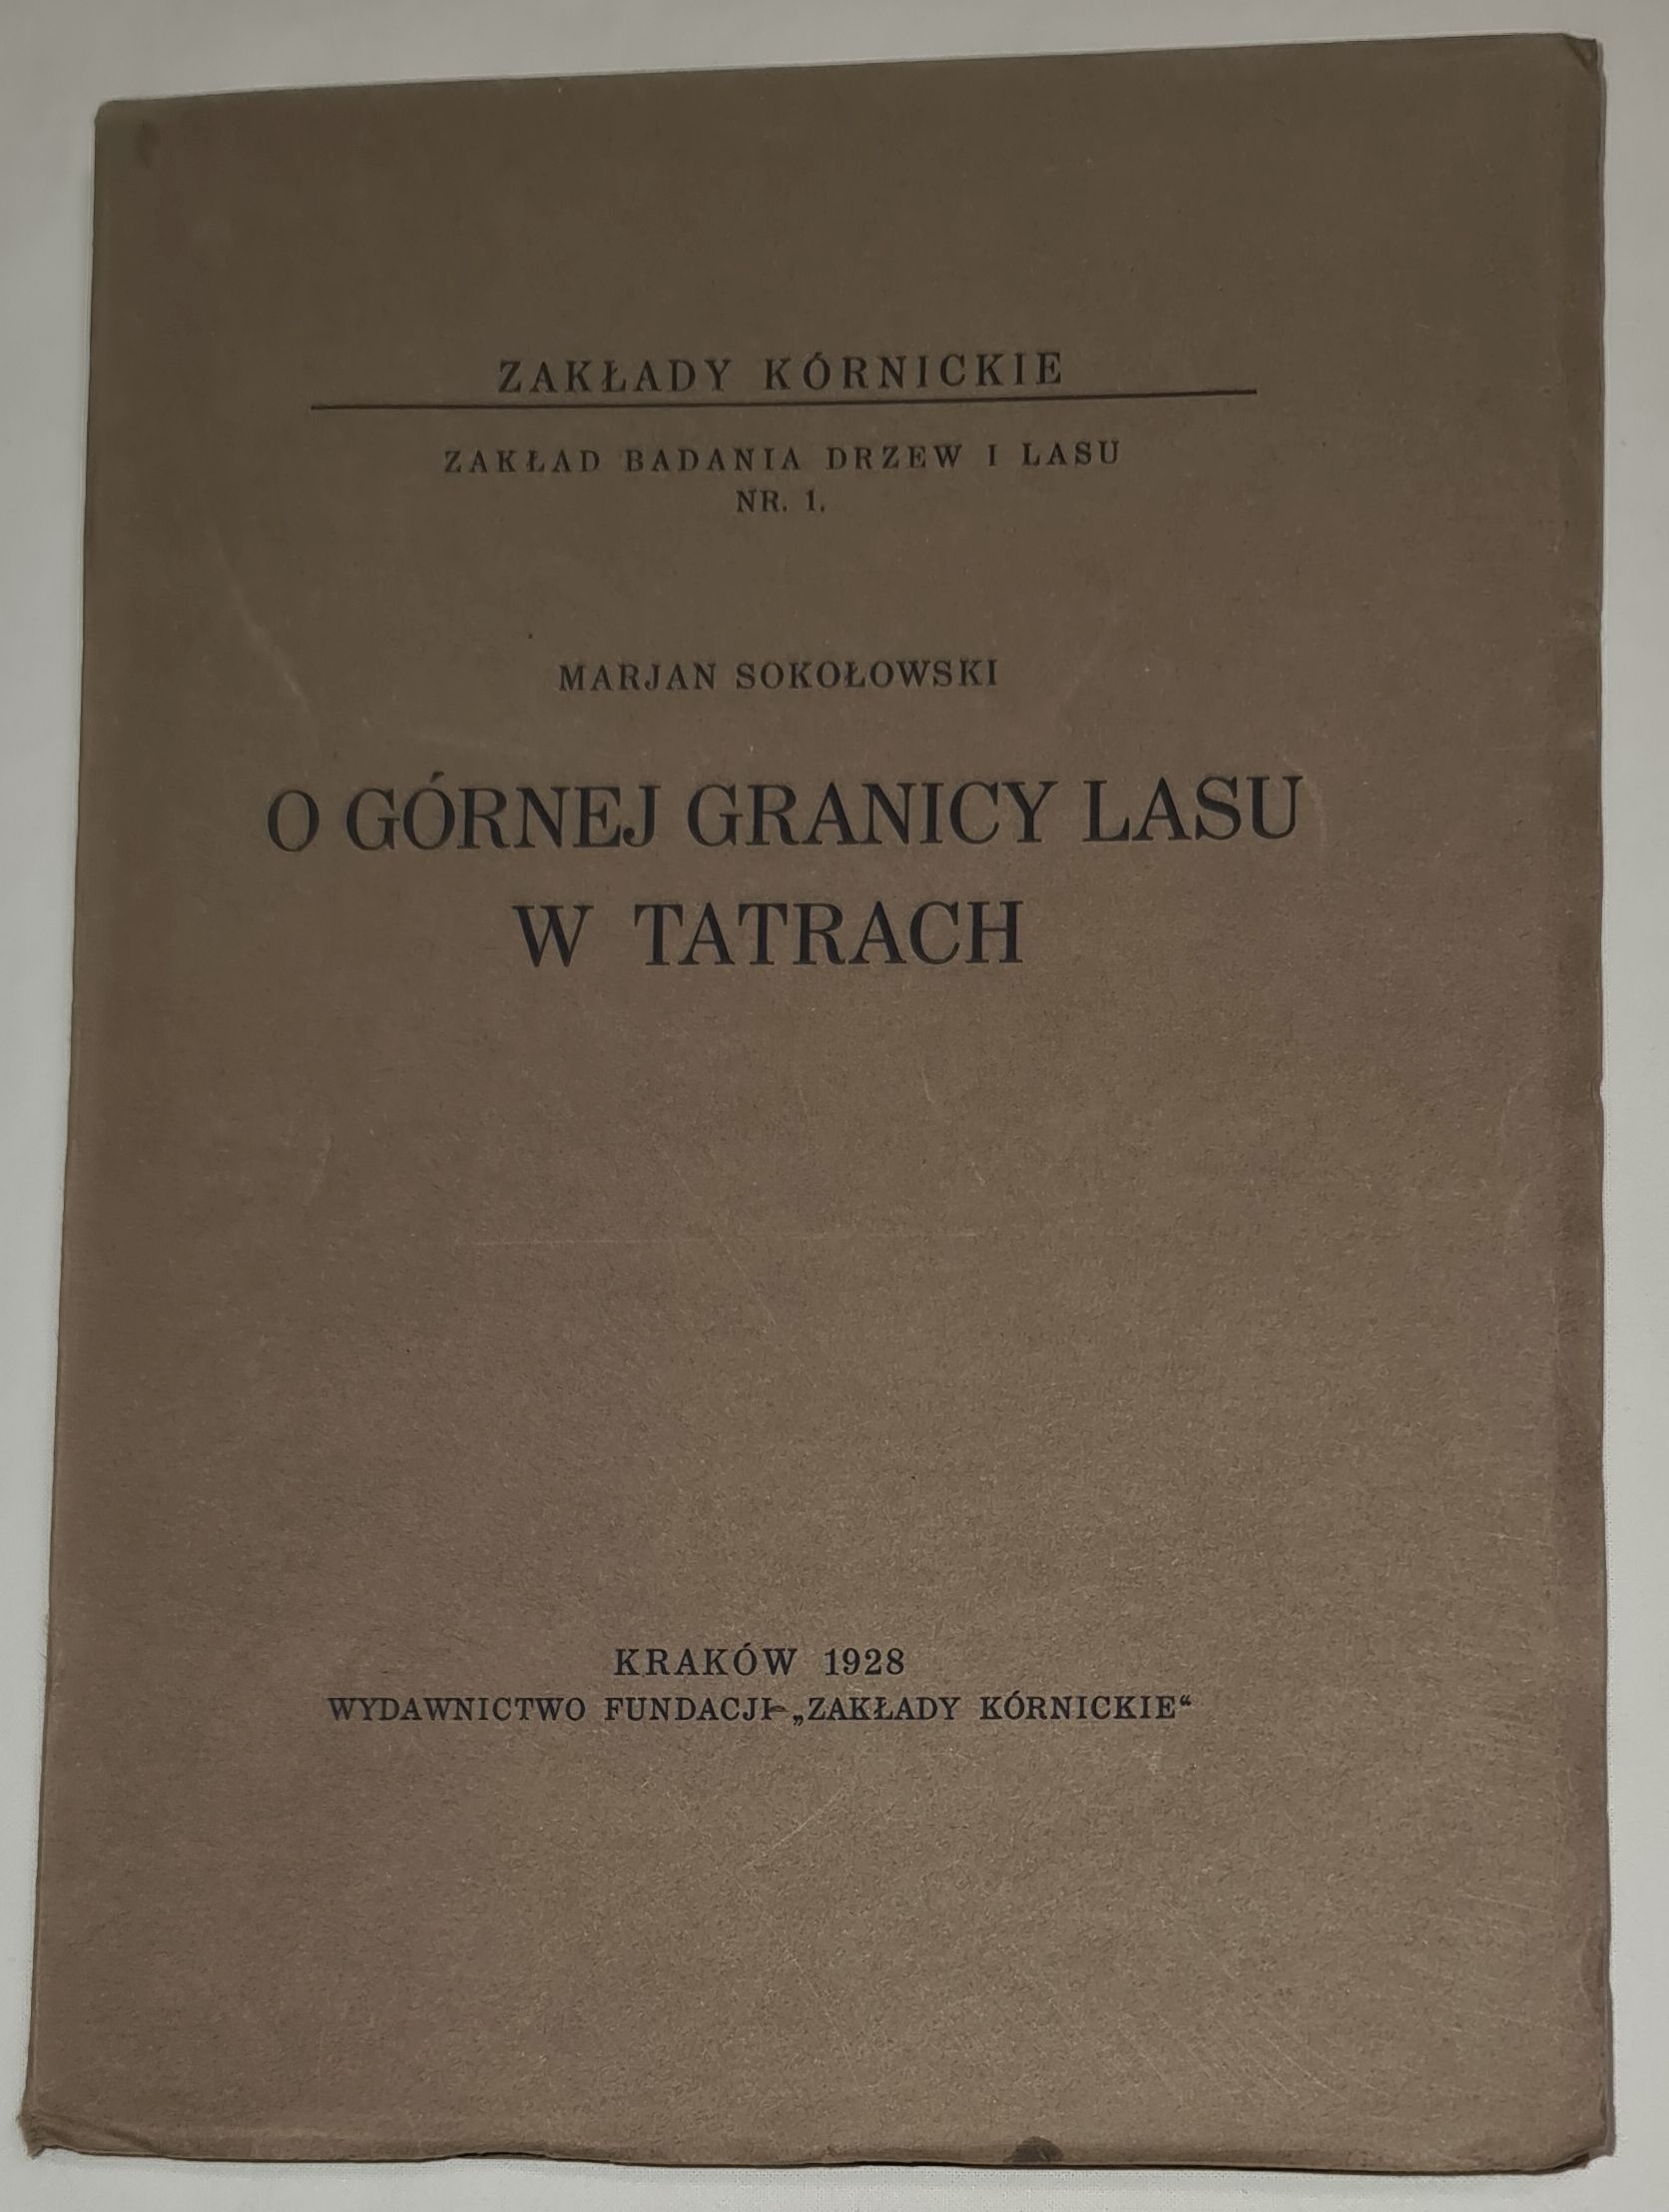 ZAKŁADY KÓRNICKIE
ZAKŁAD BADANIA DRZEW I LASU
NR. 1.
MARJAN SOKOŁOWSKI
O GÓRNEJ GRANICY LASU
W TATRACH
KRAKÓW 1928
WYDAWNICTWO FUNDACJI „ZAKŁADY KÓRNICKIE“